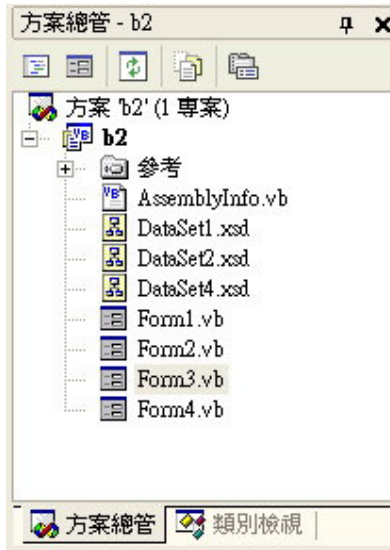 方案總管 - b2
方案 'b2' (1 專案)
b2
參考
AssemblyInfo.vb
DataSet1.xsd
DataSet2.xsd
DataSet4.xsd
Form1.vb
Form2.vb
Form3.vb
Form4.vb
方案總管 類別檢視